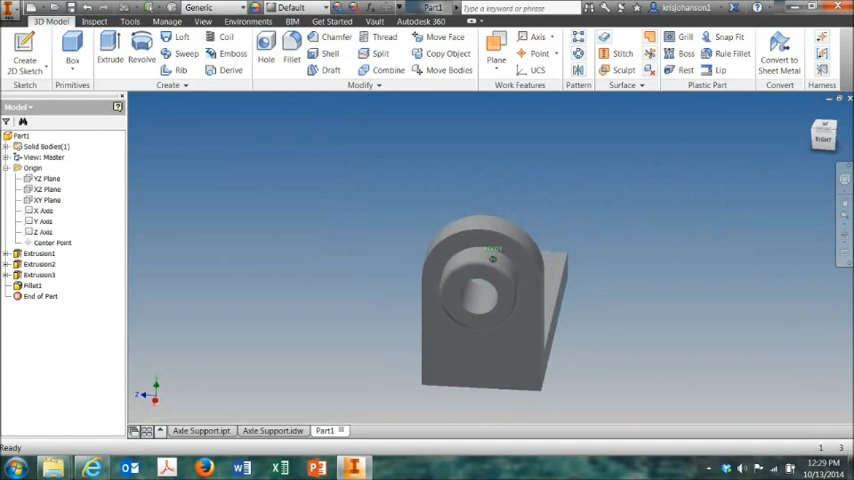 Generic Default Part1 Type Help Search Keywords, Phra krisjohanson1
3D Model Inspect Tools Manage View Environments BIM Get Started Vault Autodesk 360
Create 2D Sketch Box Extrude Revolve Loft Coil Hole Fillet Chamfer Thread Move Face Plane Axis Grill Snap Fit Convert to Sheet Metal
Sweep Emboss Shell Split Copy Object Point Stitch Boss Rule Fillet
Rib Derive Draft Combine Move Bodies UCS Sculpt Rest Lip
Sketch Primitives Create Modify Work Features Pattern Surface Plastic Part Convert Harness
Model
Part1
Solid Bodies(1)
View: Master
Origin
YZ Plane
XZ Plane
XY Plane
X Axis
Y Axis
Z Axis
Center Point
Extrusion1
Extrusion2
Extrusion3
Fillet1
End of Part
RIGHT
PIVOT
Z
Axle Support.ipt Axle Support.idw Part1
Ready 1 3
12:29 PM
10/13/2014